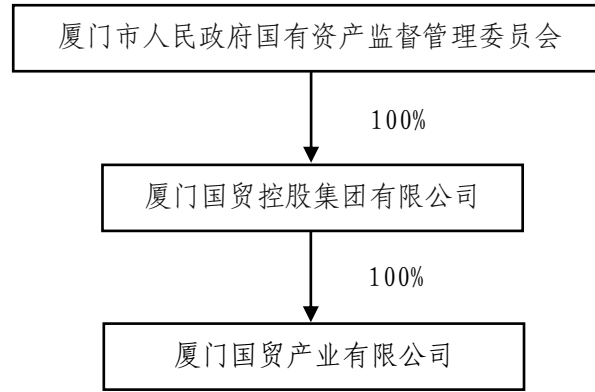 厦门市人民政府国有资产监督管理委员会
100%
厦门国贸控股集团有限公司
100%
厦门国贸产业有限公司